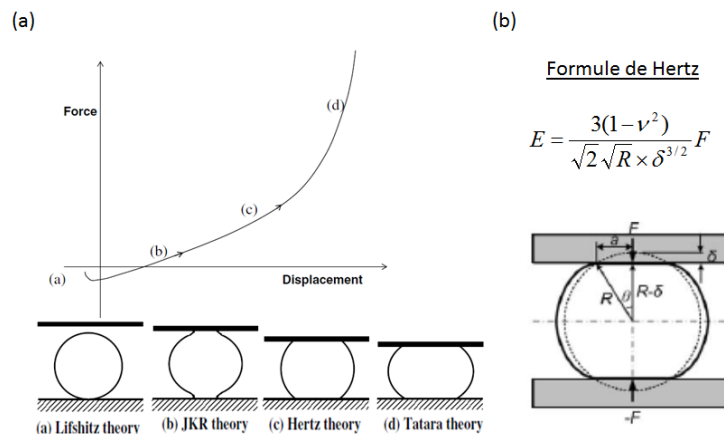 (a)
Force
(d)
(c)
(b)
(a)
Displacement
(a) Lifshitz theory (b) JKR theory (c) Hertz theory (d) Tatara theory
(b)
Formule de Hertz
E = 3(1−ν²) / √2 √R × δ^{3/2} F
F
a
δ
R θ R-δ
-F